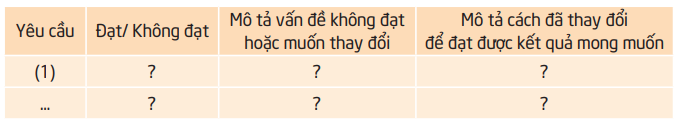 Yêu cầu | Đạt/ Không đạt | Mô tả vấn đề không đạt hoặc muốn thay đổi | Mô tả cách đã thay đổi để đạt được kết quả mong muốn
(1) | ? | ? | ?
... | ? | ? | ?